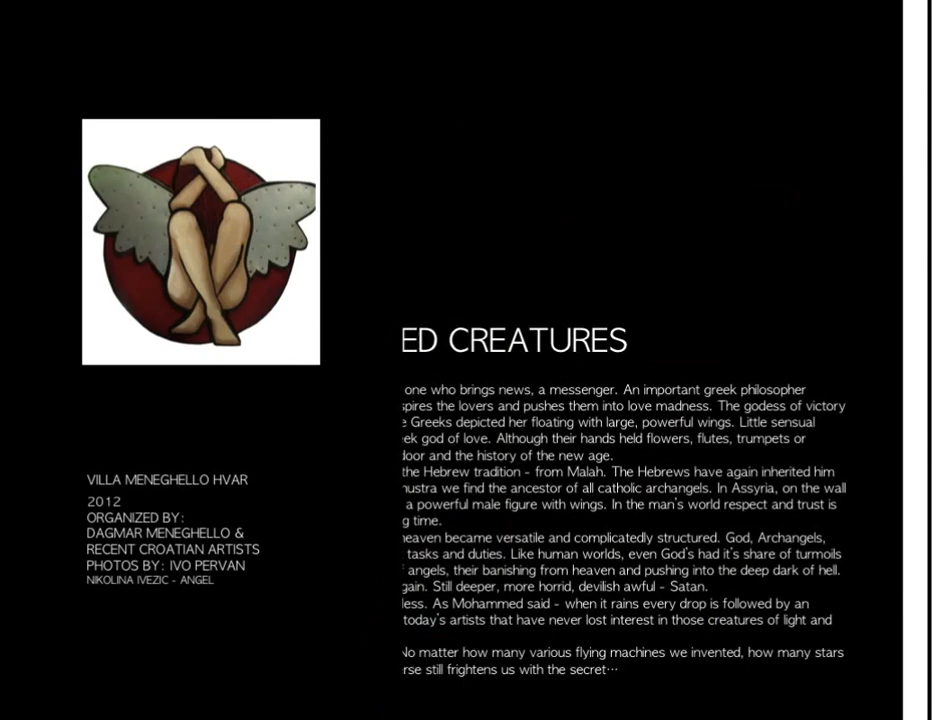 VILLA MENEGHELLO HVAR
2012
ORGANIZED BY:
DAGMAR MENEGHELLO &
RECENT CROATIAN ARTISTS
PHOTOS BY: IVO PERVAN
NIKOLINA IVEZIC - ANGEL
ED CREATURES
one who brings news, a messenger. An important greek philosopher
spires the lovers and pushes them into love madness. The godess of victory
e Greeks depicted her floating with large, powerful wings. Little sensual
ek god of love. Although their hands held flowers, flutes, trumpets or
door and the history of the new age.
the Hebrew tradition - from Malah. The Hebrews have again inherited him
hustra we find the ancestor of all catholic archangels. In Assyria, on the wall
a powerful male figure with wings. In the man's world respect and trust is
g time.
heaven became versatile and complicatedly structured. God, Archangels,
tasks and duties. Like human worlds, even God's had it's share of turmoils
angels, their banishing from heaven and pushing into the deep dark of hell.
gain. Still deeper, more horrid, devilish awful - Satan.
less. As Mohammed said - when it rains every drop is followed by an
today's artists that have never lost interest in those creatures of light and
No matter how many various flying machines we invented, how many stars
rse still frightens us with the secret…